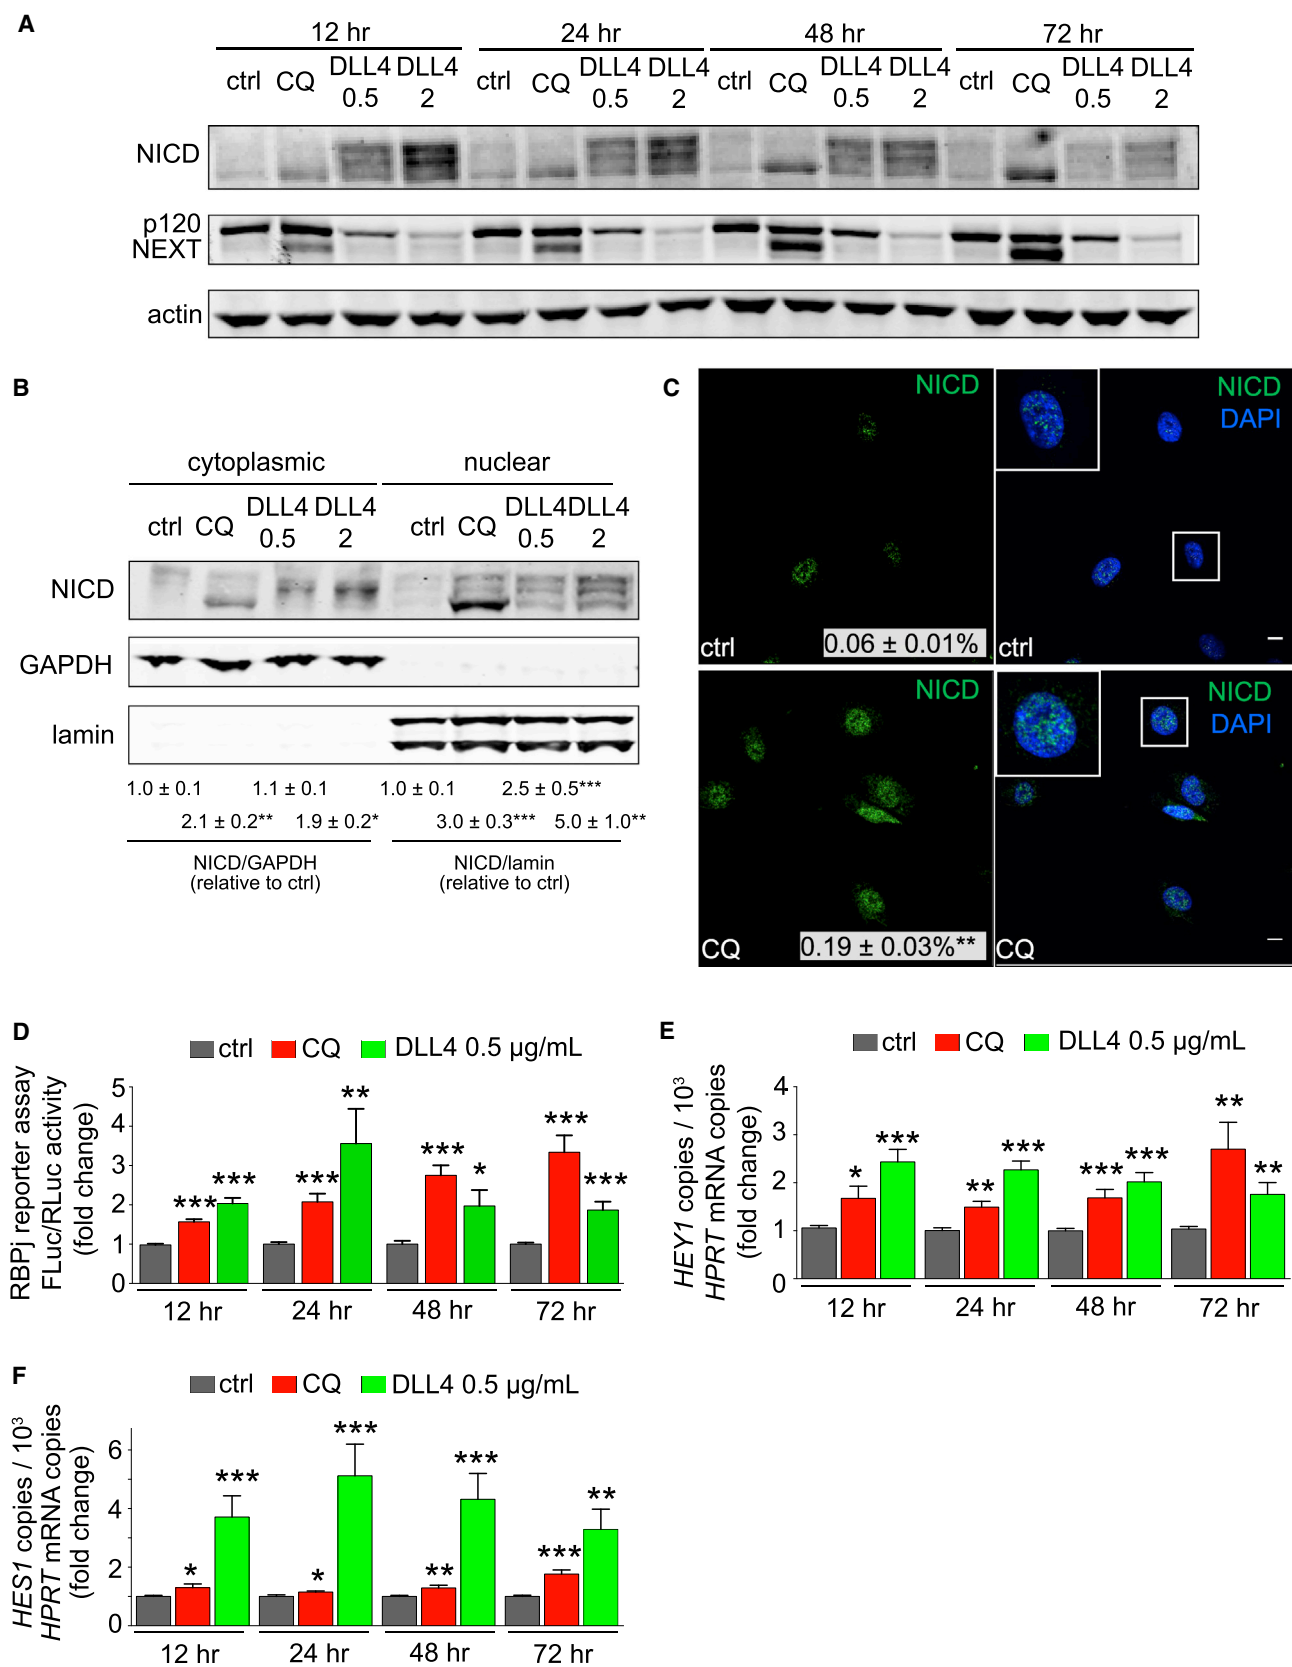 A
12 hr 24 hr 48 hr 72 hr
ctrl CQ DLL4 0.5 DLL4 2 ctrl CQ DLL4 0.5 DLL4 2 ctrl CQ DLL4 0.5 DLL4 2 ctrl CQ DLL4 0.5 DLL4 2
NICD
p120
NEXT
actin
B
cytoplasmic nuclear
ctrl CQ DLL4 0.5 DLL4 2 ctrl CQ DLL4 0.5 DLL4 2
NICD
GAPDH
lamin
1.0 ± 0.1 1.1 ± 0.1 1.0 ± 0.1 2.5 ± 0.5***
2.1 ± 0.2** 1.9 ± 0.2* 3.0 ± 0.3*** 5.0 ± 1.0**
NICD/GAPDH
(relative to ctrl)
NICD/lamin
(relative to ctrl)
C
NICD
ctrl
0.06 ± 0.01%
NICD
DAPI
ctrl
NICD
CQ
0.19 ± 0.03%**
NICD
DAPI
CQ
D
ctrl CQ DLL4 0.5 µg/mL
RBPj reporter assay
FLuc/RLuc activity
(fold change)
5
4
3
2
1
0
*** *** *** ** *** * *** ***
12 hr 24 hr 48 hr 72 hr
E
ctrl CQ DLL4 0.5 µg/mL
HEY1 copies / 10³
HPRT mRNA copies
(fold change)
4
3
2
1
0
* *** ** *** *** *** ** **
12 hr 24 hr 48 hr 72 hr
F
ctrl CQ DLL4 0.5 µg/mL
HES1 copies / 10³
HPRT mRNA copies
(fold change)
6
4
2
0
* *** * *** ** *** *** **
12 hr 24 hr 48 hr 72 hr